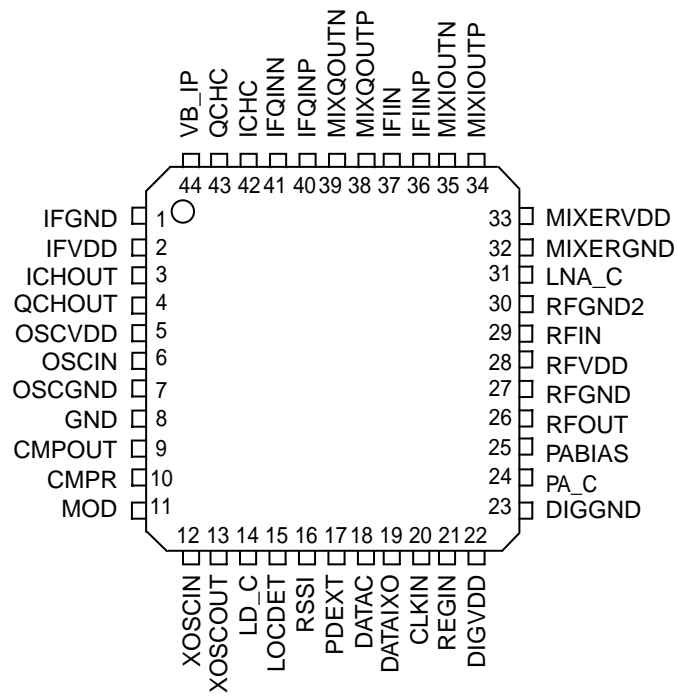 VB_IP
QCHC
ICHC
IFQINN
IFQINP
MIXQOUTN
MIXQOUTP
IFIIN
IFIINP
MIXIOUTN
MIXIOUTP
44 43 42 41 40 39 38 37 36 35 34
IFGND 1
IFVDD 2
ICHOUT 3
QCHOUT 4
OSCVDD 5
OSCIN 6
OSCGND 7
GND 8
CMPOUT 9
CMPR 10
MOD 11
33 MIXERVDD
32 MIXERGND
31 LNA_C
30 RFGND2
29 RFIN
28 RFVDD
27 RFGND
26 RFOUT
25 PABIAS
24 PA_C
23 DIGGND
12 13 14 15 16 17 18 19 20 21 22
XOSCIN
XOSCOUT
LD_C
LOCDET
RSSI
PDEXT
DATAC
DATAIXO
CLKIN
REGIN
DIGVDD